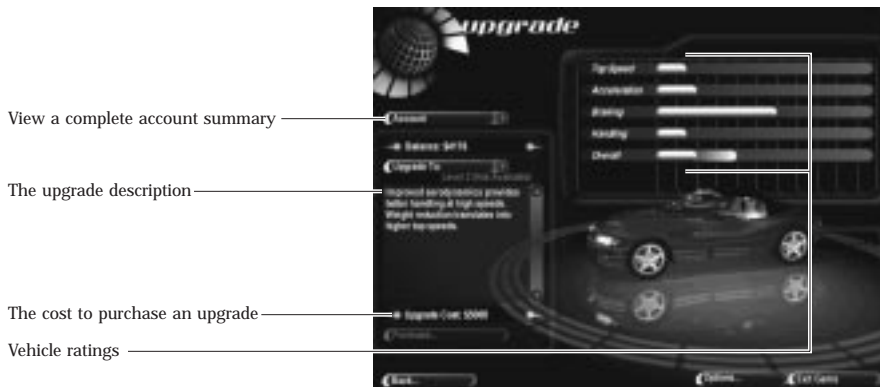 upgrade
Top Speed
Acceleration
Braking
Handling
Overall
View a complete account summary
Account
Balance:
Upgrade To:
The upgrade description
Improved aerodynamics provides
better handling at high speeds.
Weight reduction translates into
higher top speeds.
The cost to purchase an upgrade
Upgrade Cost: $5000
Purchase...
Vehicle ratings
Back...
Options...
Exit Game